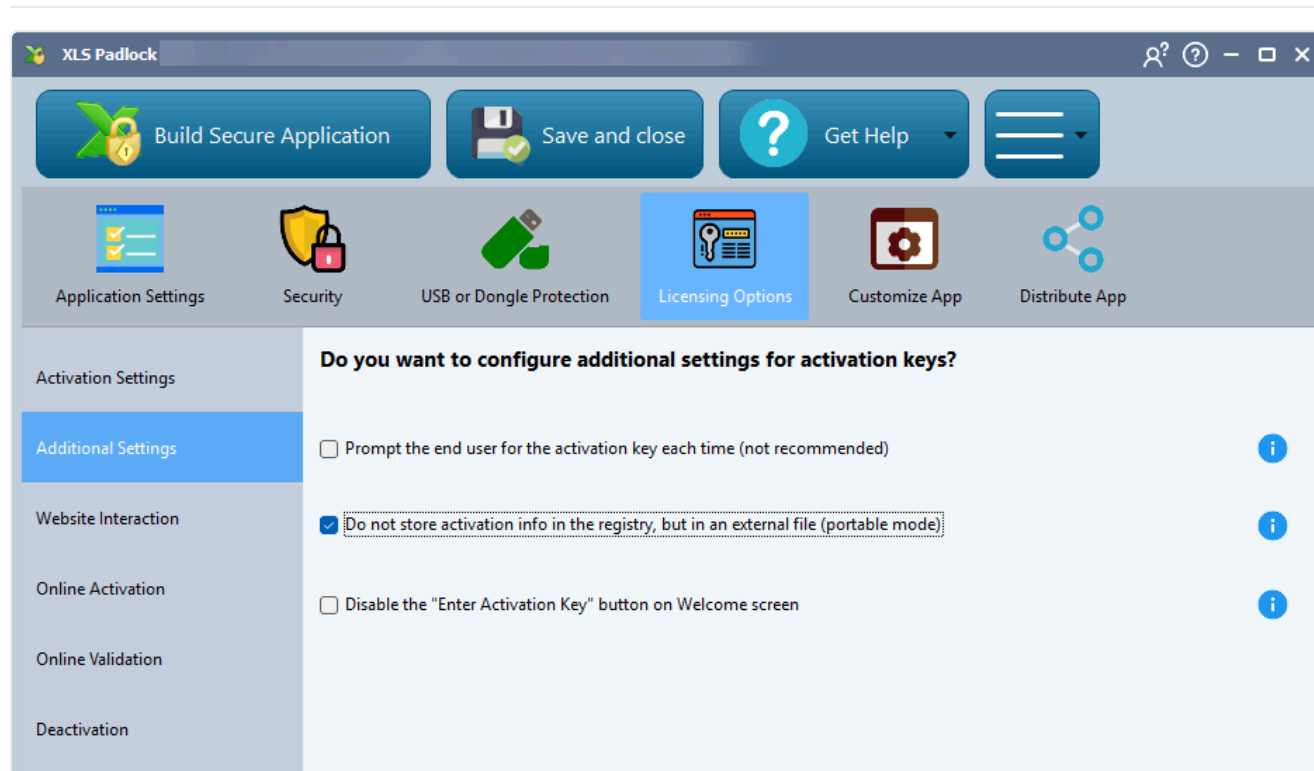 XLS Padlock
Build Secure Application
Save and close
Get Help
Application Settings
Security
USB or Dongle Protection
Licensing Options
Customize App
Distribute App
Activation Settings
Additional Settings
Website Interaction
Online Activation
Online Validation
Deactivation
Do you want to configure additional settings for activation keys?
Prompt the end user for the activation key each time (not recommended)
Do not store activation info in the registry, but in an external file (portable mode)
Disable the "Enter Activation Key" button on Welcome screen